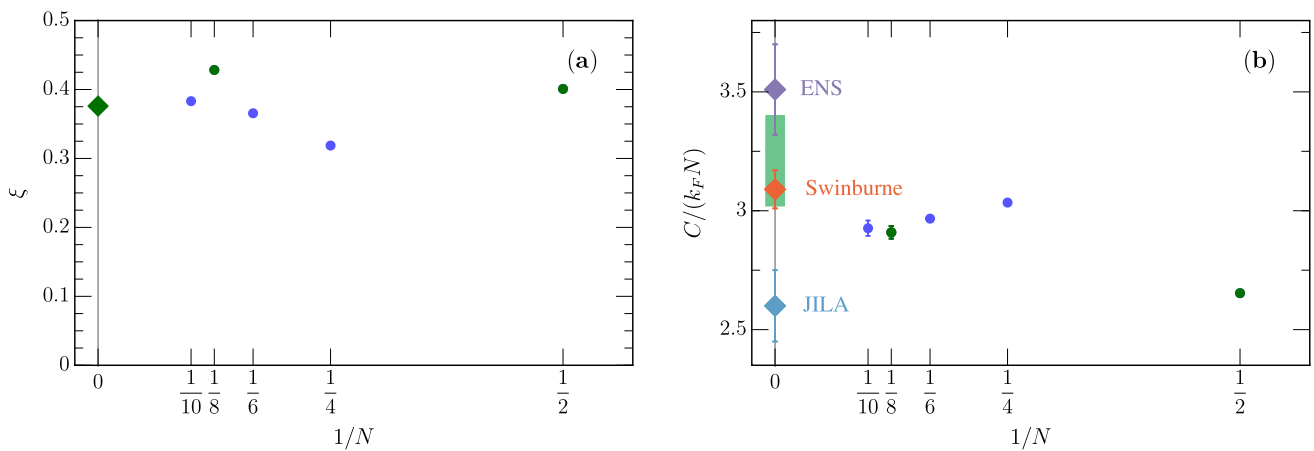 0.5
0.4
0.3
0.2
0.1
0
ξ
(a)
0
1/10
1/8
1/6
1/4
1/2
1/N
3.5
3
2.5
C/(k_F N)
(b)
ENS
Swinburne
JILA
0
1/10
1/8
1/6
1/4
1/2
1/N